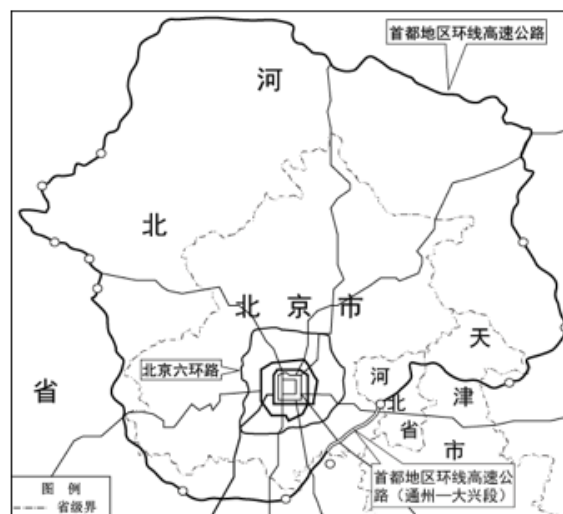 首都地区环线高速公路
河
北
北京市
北京六环路
天
河
津
省
北
省
市
首都地区环线高速公
路（通州—大兴段）
图 例
省级界